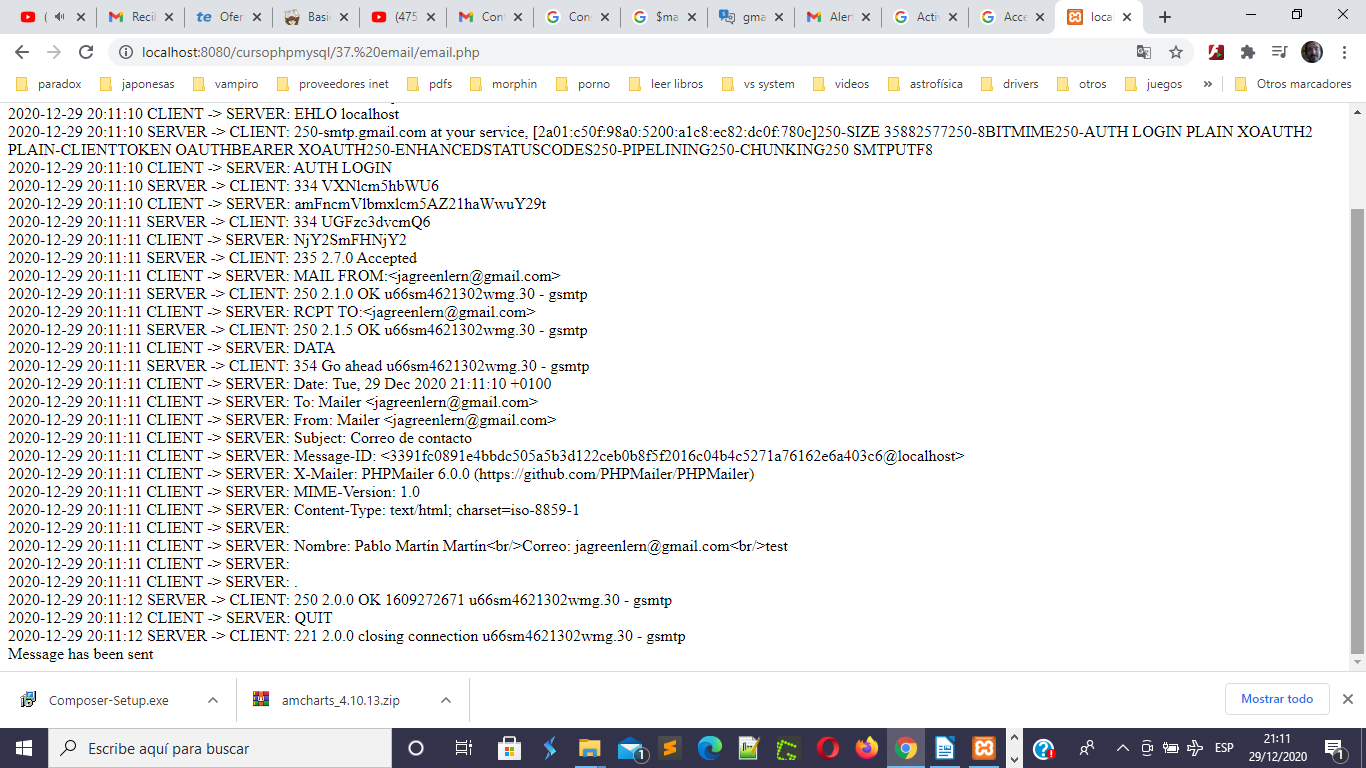 (
Recil
te Ofer
Basi
(475
Con
Con
$ma
gma
Aler
Activ
Acce
loca
localhost:8080/cursophpmysql/37.%20email/email.php
paradox japonesas vampiro proveedores inet pdfs morphin porno leer libros vs system videos astrofísica drivers otros juegos » Otros marcadores
2020-12-29 20:11:10 CLIENT -> SERVER: EHLO localhost
2020-12-29 20:11:10 SERVER -> CLIENT: 250-smtp.gmail.com at your service, [2a01:c50f:98a0:5200:a1c8:ec82:dc0f:780c]250-SIZE 35882577250-8BITMIME250-AUTH LOGIN PLAIN XOAUTH2
PLAIN-CLIENTTOKEN OAUTHBEARER XOAUTH250-ENHANCEDSTATUSCODES250-PIPELINING250-CHUNKING250 SMTPUTF8
2020-12-29 20:11:10 CLIENT -> SERVER: AUTH LOGIN
2020-12-29 20:11:10 SERVER -> CLIENT: 334 VXNlcm5hbWU6
2020-12-29 20:11:10 CLIENT -> SERVER: amFncmVlbmxlcm5AZ21haWwuY29t
2020-12-29 20:11:11 SERVER -> CLIENT: 334 UGFzc3dvcmQ6
2020-12-29 20:11:11 CLIENT -> SERVER: NjY2SmFHNjY2
2020-12-29 20:11:11 SERVER -> CLIENT: 235 2.7.0 Accepted
2020-12-29 20:11:11 CLIENT -> SERVER: MAIL FROM:<jagreenlern@gmail.com>
2020-12-29 20:11:11 SERVER -> CLIENT: 250 2.1.0 OK u66sm4621302wmg.30 - gsmtp
2020-12-29 20:11:11 CLIENT -> SERVER: RCPT TO:<jagreenlern@gmail.com>
2020-12-29 20:11:11 SERVER -> CLIENT: 250 2.1.5 OK u66sm4621302wmg.30 - gsmtp
2020-12-29 20:11:11 CLIENT -> SERVER: DATA
2020-12-29 20:11:11 SERVER -> CLIENT: 354 Go ahead u66sm4621302wmg.30 - gsmtp
2020-12-29 20:11:11 CLIENT -> SERVER: Date: Tue, 29 Dec 2020 21:11:10 +0100
2020-12-29 20:11:11 CLIENT -> SERVER: To: Mailer <jagreenlern@gmail.com>
2020-12-29 20:11:11 CLIENT -> SERVER: From: Mailer <jagreenlern@gmail.com>
2020-12-29 20:11:11 CLIENT -> SERVER: Subject: Correo de contacto
2020-12-29 20:11:11 CLIENT -> SERVER: Message-ID: <3391fc0891e4bbdc505a5b3d122ceb0b8f5f2016c04b4c5271a76162e6a403c6@localhost>
2020-12-29 20:11:11 CLIENT -> SERVER: X-Mailer: PHPMailer 6.0.0 (https://github.com/PHPMailer/PHPMailer)
2020-12-29 20:11:11 CLIENT -> SERVER: MIME-Version: 1.0
2020-12-29 20:11:11 CLIENT -> SERVER: Content-Type: text/html; charset=iso-8859-1
2020-12-29 20:11:11 CLIENT -> SERVER:
2020-12-29 20:11:11 CLIENT -> SERVER: Nombre: Pablo Martín Martín<br/>Correo: jagreenlern@gmail.com<br/>test
2020-12-29 20:11:11 CLIENT -> SERVER:
2020-12-29 20:11:11 CLIENT -> SERVER: .
2020-12-29 20:11:12 SERVER -> CLIENT: 250 2.0.0 OK 1609272671 u66sm4621302wmg.30 - gsmtp
2020-12-29 20:11:12 CLIENT -> SERVER: QUIT
2020-12-29 20:11:12 SERVER -> CLIENT: 221 2.0.0 closing connection u66sm4621302wmg.30 - gsmtp
Message has been sent
Composer-Setup.exe
amcharts_4.10.13.zip
Mostrar todo
Escribe aquí para buscar
1
ESP
21:11
29/12/2020
1